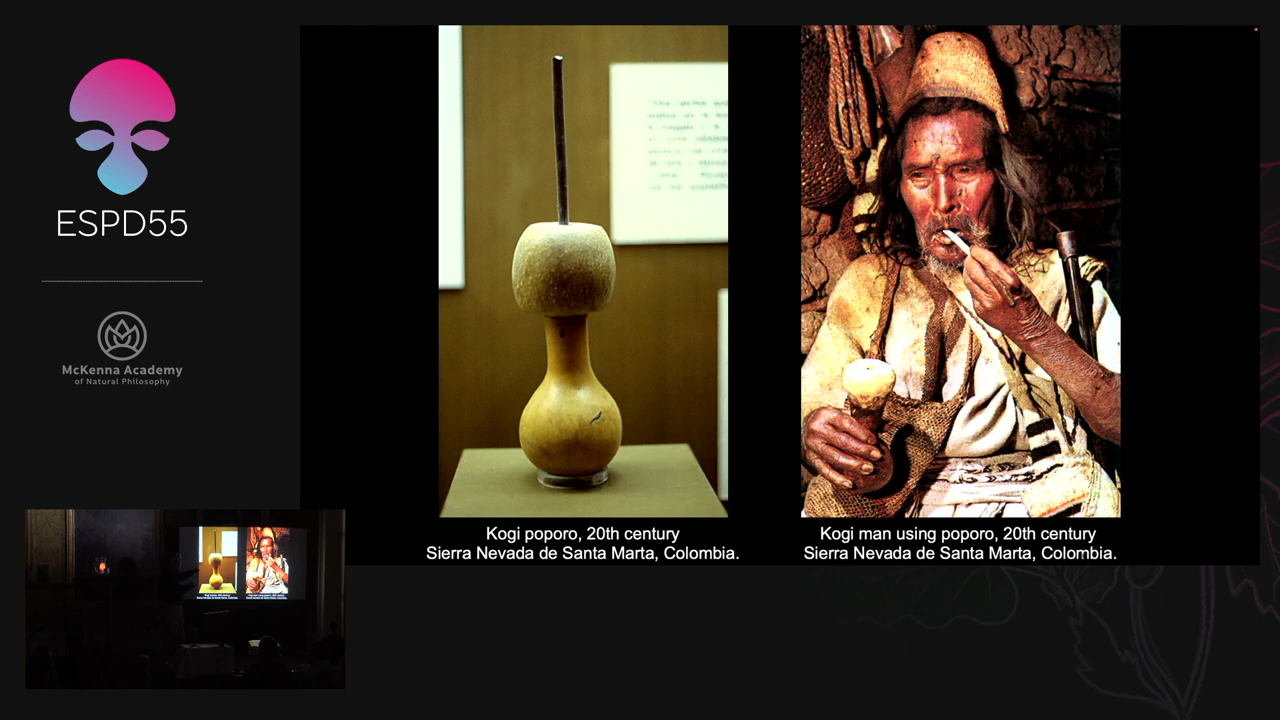 ESPD55
McKenna Academy
of Natural Philosophy
Kogi poporo, 20th century
Sierra Nevada de Santa Marta, Colombia.
Kogi man using poporo, 20th century
Sierra Nevada de Santa Marta, Colombia.